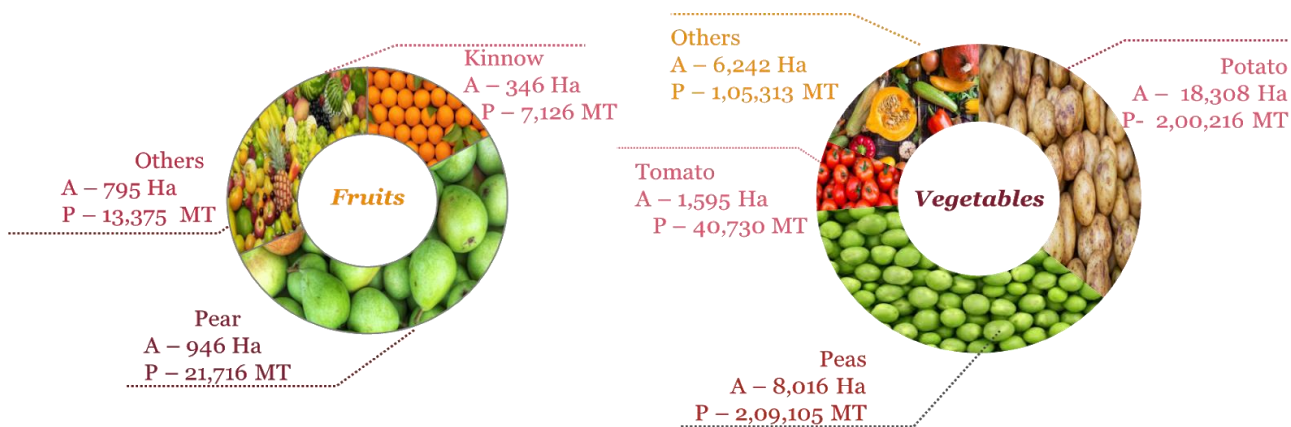 Kinnow
A – 346 Ha
P – 7,126 MT
Others
A – 795 Ha
P – 13,375 MT
Fruits
Pear
A – 946 Ha
P – 21,716 MT
Others
A – 6,242 Ha
P – 1,05,313 MT
Potato
A – 18,308 Ha
P- 2,00,216 MT
Tomato
A – 1,595 Ha
P – 40,730 MT
Vegetables
Peas
A – 8,016 Ha
P – 2,09,105 MT